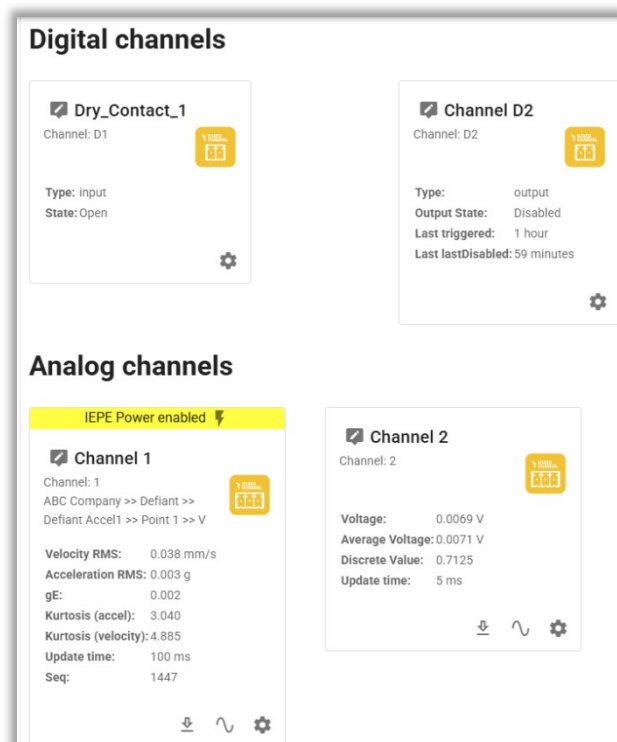 Digital channels
Dry_Contact_1
Channel: D1
Type: input
State: Open
Channel D2
Channel: D2
Type: output
Output State: Disabled
Last triggered: 1 hour
Last lastDisabled: 59 minutes
Analog channels
IEPE Power enabled
Channel 1
Channel: 1
ABC Company >> Defiant >>
Defiant Accel1 >> Point 1 >> V
Velocity RMS: 0.038 mm/s
Acceleration RMS: 0.003 g
gE: 0.002
Kurtosis (accel): 3.040
Kurtosis (velocity): 4.885
Update time: 100 ms
Seq: 1447
Channel 2
Channel: 2
Voltage: 0.0069 V
Average Voltage: 0.0071 V
Discrete Value: 0.7125
Update time: 5 ms